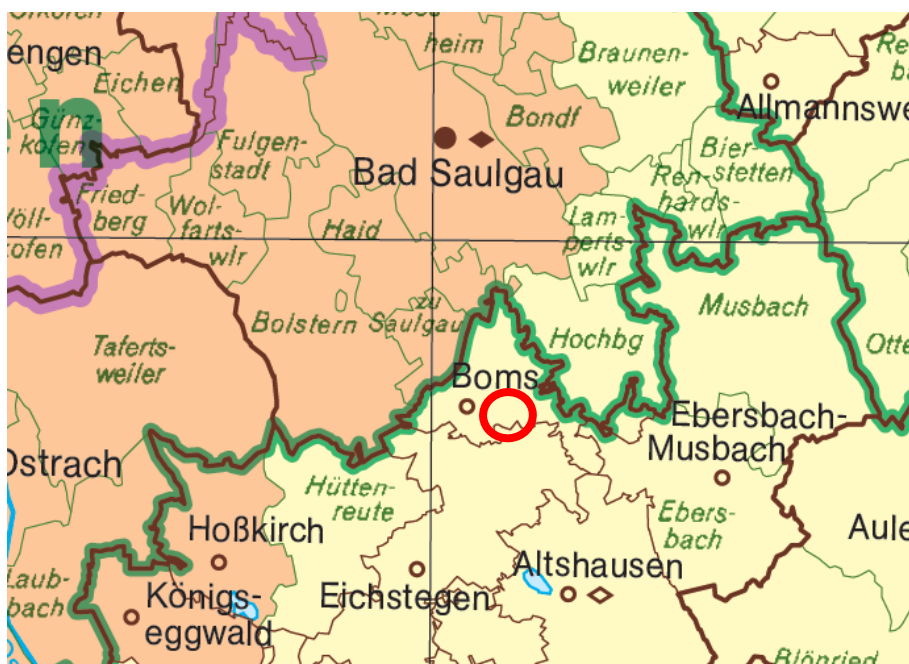 heim
Braunen-
weiler
engen
Eichen
Allmannswe
Günz-
kofen
n
Fulgen-
stadt
Bondf
Bad Saulgau
Bier-
stetten
Ren-
hards-
wlr
Fried-
berg
Wol-
farts-
wlr
Haid
Lam-
perts-
wlr
Völl-
kofen
Bolstern
zu
Saulgau
Hochbg
Musbach
Otte
Taferts-
weiler
Boms
Ebersbach-
Musbach
Ostrach
Hütten-
reute
Hoßkirch
Ebers-
bach
Aule
Altshausen
Laub-
bach
Königs-
eggwald
Eichstegen
Blönried